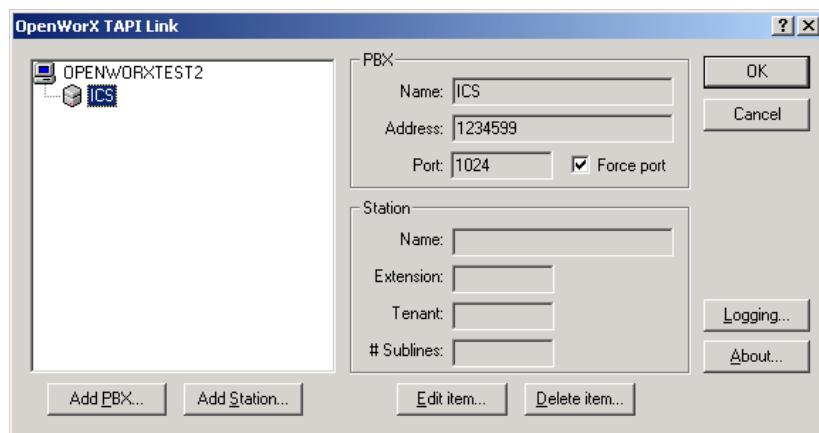 OpenWorX TAPI Link
OPENWORXTEST2
ICS
PBX
Name: ICS
Address: 1234599
Port: 1024
Force port
Station
Name:
Extension:
Tenant:
# Sublines:
OK
Cancel
Logging...
About...
Add PBX...
Add Station...
Edit item...
Delete item...